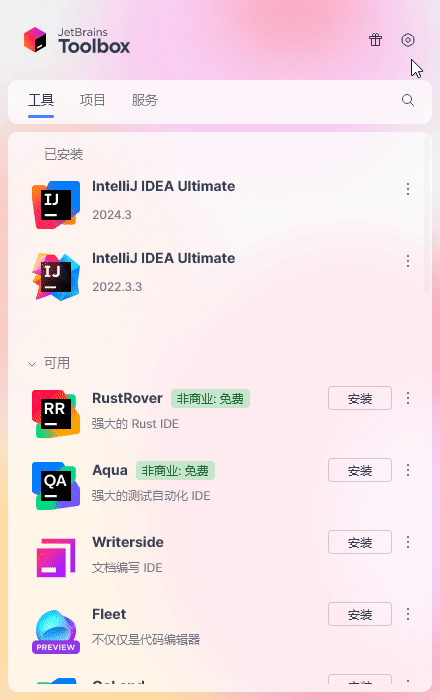 JetBrains
Toolbox
工具 项目 服务
已安装
IJ
IntelliJ IDEA Ultimate
2024.3
IJ
IntelliJ IDEA Ultimate
2022.3.3
可用
RR
RustRover 非商业: 免费 安装
强大的 Rust IDE
QA
Aqua 非商业: 免费 安装
强大的测试自动化 IDE
Writerside 安装
文档编写 IDE
Fleet 安装
不仅仅是代码编辑器
PREVIEW